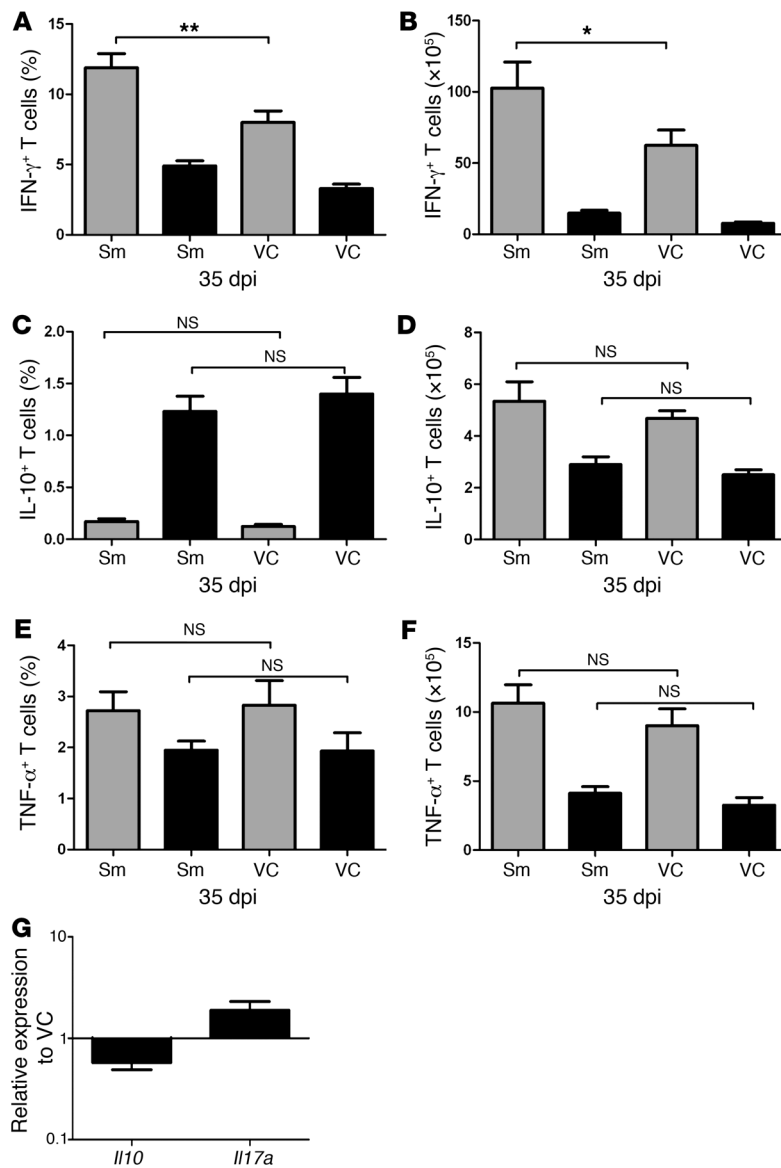 A
IFN-γ⁺ T cells (%)
15
10
5
0
**
Sm Sm VC VC
35 dpi
B
IFN-γ⁺ T cells (×10⁵)
150
100
50
0
*
Sm Sm VC VC
35 dpi
C
IL-10⁺ T cells (%)
2.0
1.5
1.0
0.5
0.0
NS
NS
Sm Sm VC VC
35 dpi
D
IL-10⁺ T cells (×10⁵)
8
6
4
2
0
NS
NS
Sm Sm VC VC
35 dpi
E
TNF-α⁺ T cells (%)
4
3
2
1
0
NS
NS
Sm Sm VC VC
35 dpi
F
TNF-α⁺ T cells (×10⁵)
15
10
5
0
NS
NS
Sm Sm VC VC
35 dpi
G
Relative expression
to VC
10
1
0.1
Il10 Il17a